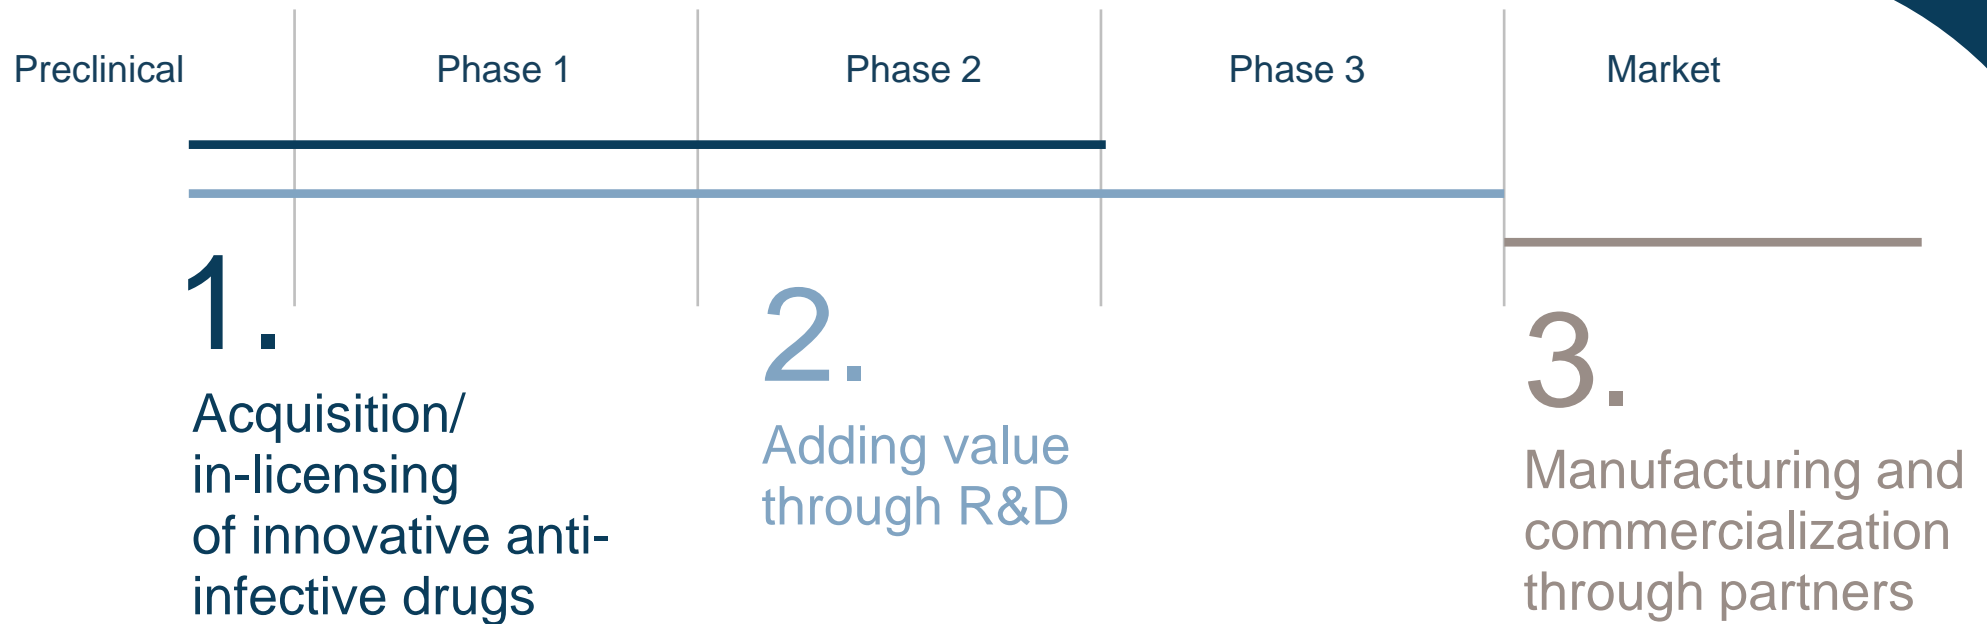 Preclinical
Phase 1
Phase 2
Phase 3
Market
1.
Acquisition/
in-licensing
of innovative anti-
infective drugs
2.
Adding value
through R&D
3.
Manufacturing and
commercialization
through partners